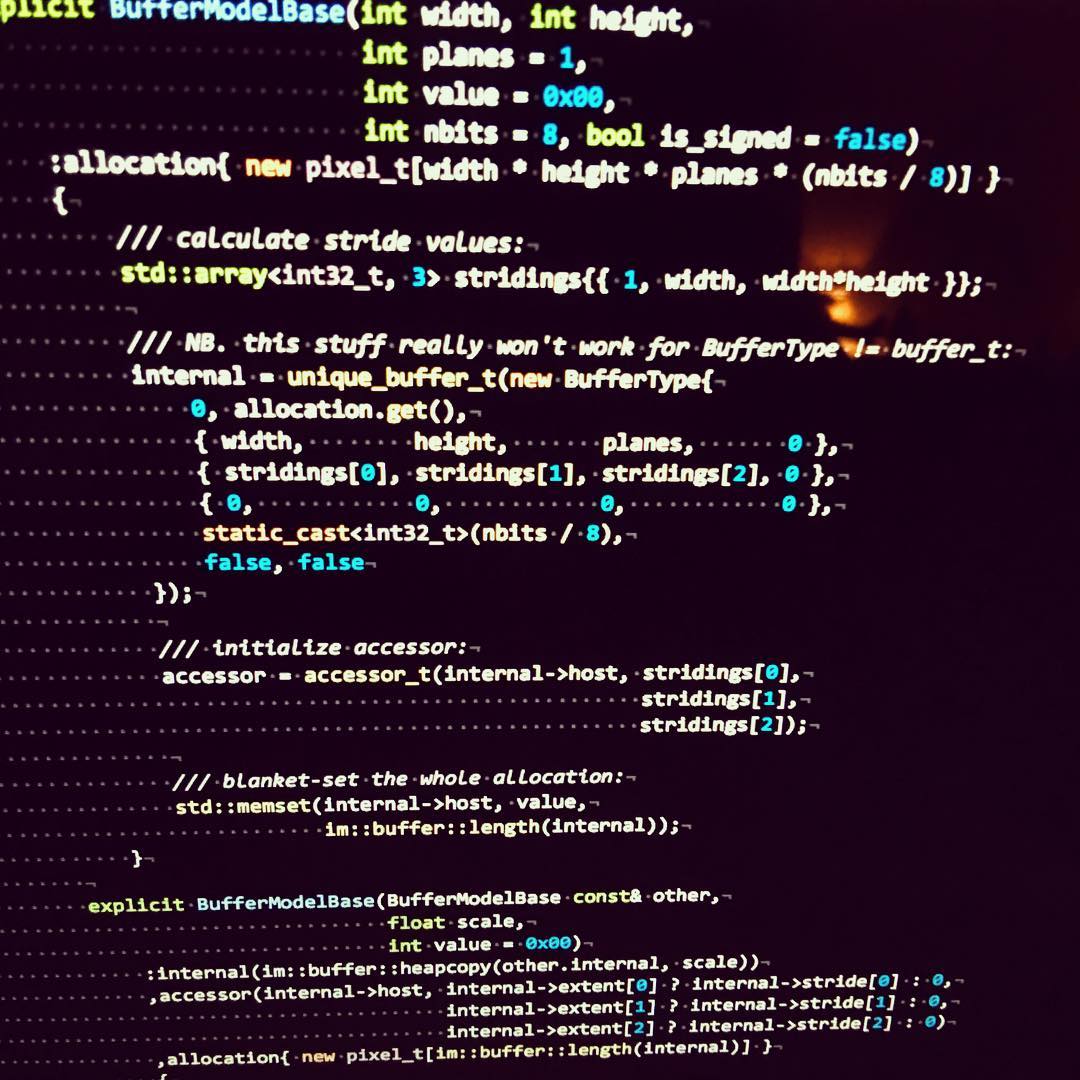 plicit BufferModelBase(int width, int height,
int planes = 1,
int value = 0x00,
int nbits = 8, bool is_signed = false)
:allocation{ new pixel_t[width * height * planes * (nbits / 8)] }
{
/// calculate stride values:
std::array<int32_t, 3> stridings{{ 1, width, width*height }};
/// NB. this stuff really won't work for BufferType != buffer_t:
internal = unique_buffer_t(new BufferType{
0, allocation.get(),
{ width, height, planes, 0 },
{ stridings[0], stridings[1], stridings[2], 0 },
{ 0, 0, 0, 0 },
static_cast<int32_t>(nbits / 8),
false, false
});
/// initialize accessor:
accessor = accessor_t(internal->host, stridings[0],
stridings[1],
stridings[2]);
/// blanket-set the whole allocation:
std::memset(internal->host, value,
im::buffer::length(internal));
}
explicit BufferModelBase(BufferModelBase const& other,
float scale,
int value = 0x00)
:internal(im::buffer::heapcopy(other.internal, scale))
,accessor(internal->host, internal->extent[0] ? internal->stride[0] : 0,
internal->extent[1] ? internal->stride[1] : 0,
internal->extent[2] ? internal->stride[2] : 0)
,allocation{ new pixel_t[im::buffer::length(internal)] }
{